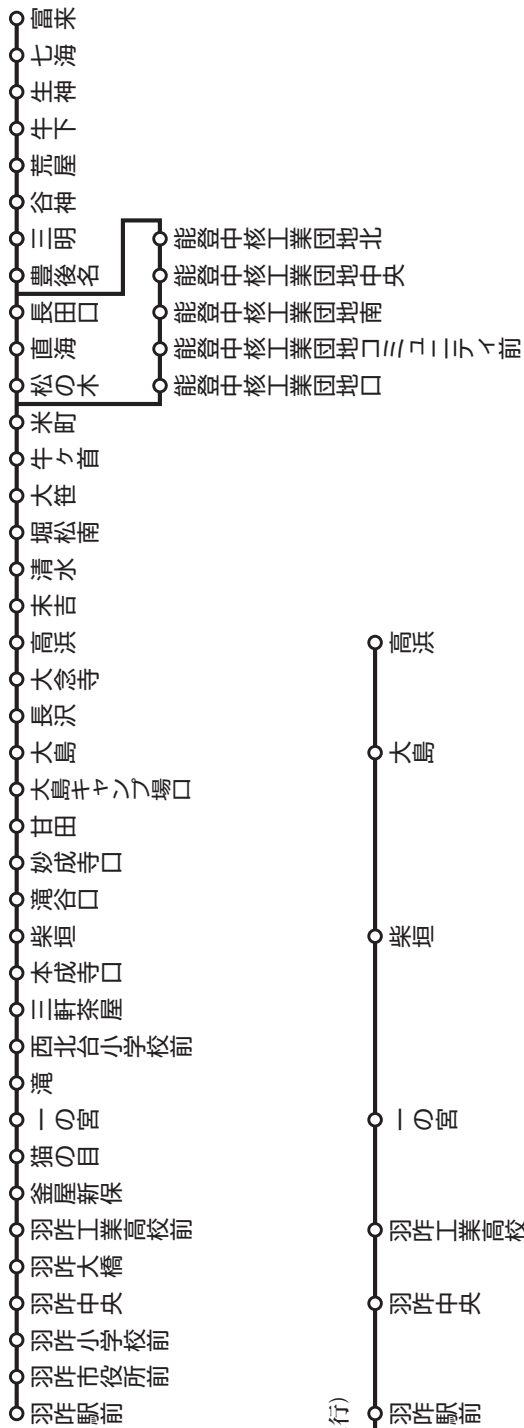 富来
七海
生神
牛下
荒屋
谷神
三明
豊後名
長田口
直海
松の木
米町
牛ヶ首
大笹
堀松南
清水
末吉
高浜
大念寺
長沢
大島
大島キャンプ場口
甘田
妙成寺口
滝谷口
柴垣
本成寺口
三軒茶屋
西北台小学校前
滝
一の宮
猫の目
釜屋新保
羽咋工業高校前
羽咋大橋
羽咋中央
羽咋小学校前
羽咋市役所前
羽咋駅前
能登中核工業団地北
能登中核工業団地中央
能登中核工業団地南
能登中核工業団地コミュニティ前
能登中核工業団地口
高浜
大島
柴垣
一の宮
羽咋工業高校
羽咋中央
羽咋駅前
行）